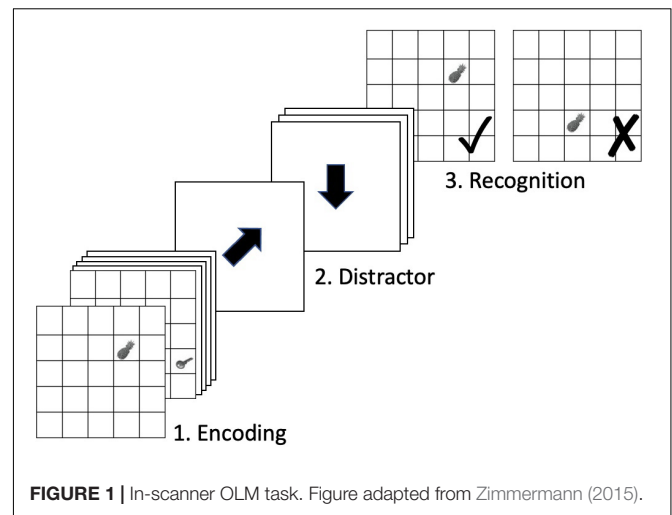 3. Recognition
2. Distractor
1. Encoding
FIGURE 1 | In-scanner OLM task. Figure adapted from Zimmermann (2015).